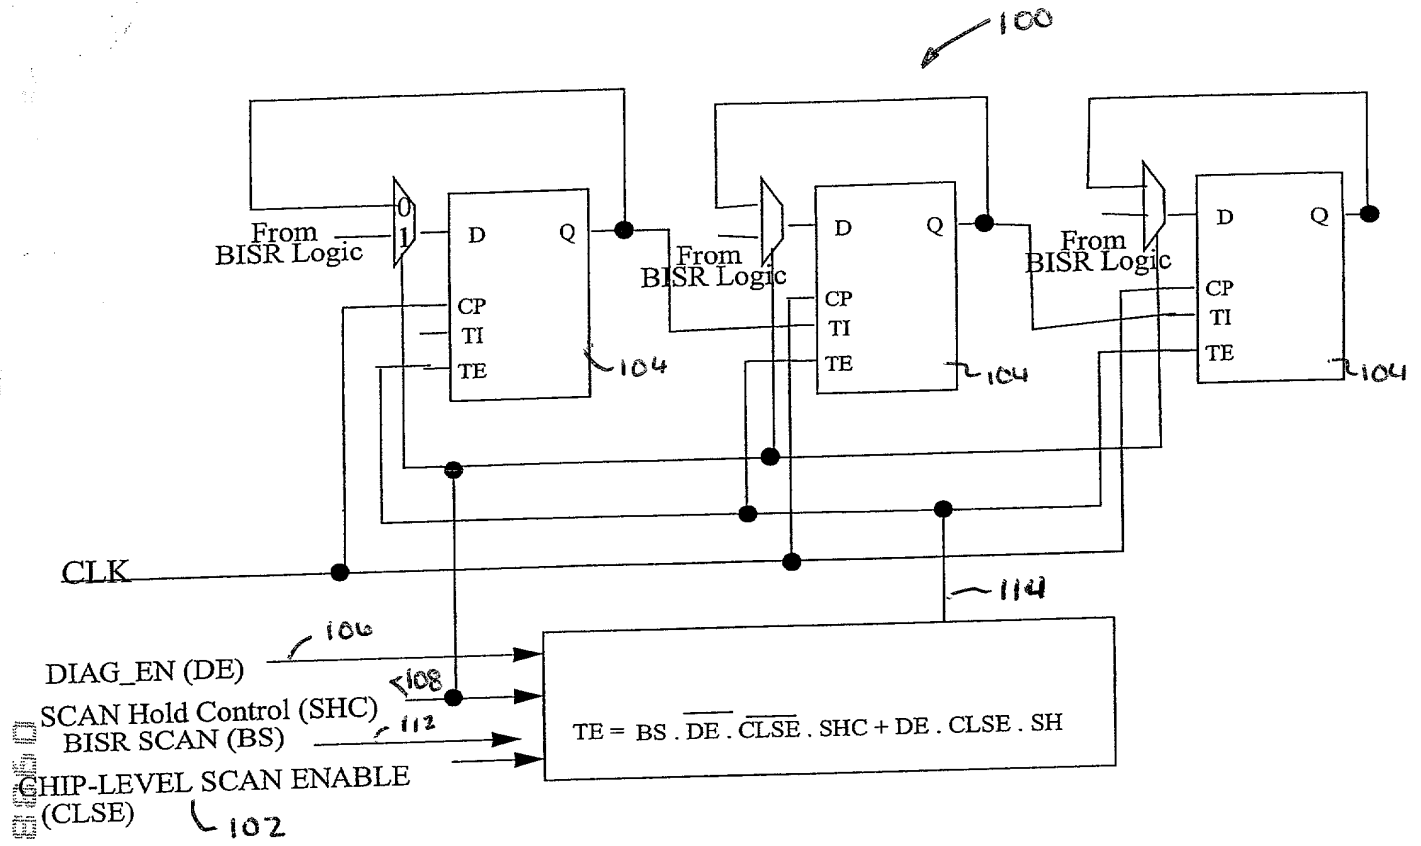 100
0
1
From
BISR Logic
D
Q
CP
TI
TE
104
From
BISR Logic
D
Q
CP
TI
TE
104
From
BISR Logic
D
Q
CP
TI
TE
104
CLK
114
106
DIAG_EN (DE)
108
SCAN Hold Control (SHC)
112
BISR SCAN (BS)
CHIP-LEVEL SCAN ENABLE
(CLSE)
102
TE = BS . D̅E̅ . C̅L̅S̅E̅ . SHC + DE . CLSE . SH